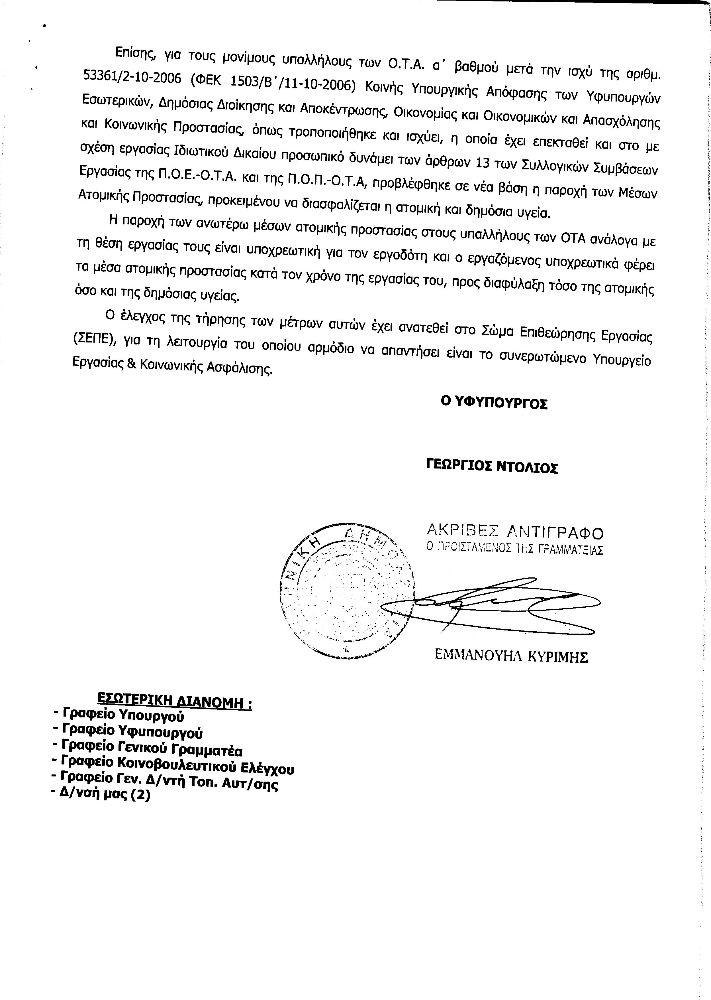 Επίσης, για τους μονίμους υπαλλήλους των Ο.Τ.Α. α΄ βαθμού μετά την ισχύ της αριθμ.
53361/2-10-2006 (ΦΕΚ 1503/Β΄/11-10-2006) Κοινής Υπουργικής Απόφασης των Υφυπουργών
Εσωτερικών, Δημόσιας Διοίκησης και Αποκέντρωσης, Οικονομίας και Οικονομικών και Απασχόλησης
και Κοινωνικής Προστασίας, όπως τροποποιήθηκε και ισχύει, η οποία έχει επεκταθεί και στο με
σχέση εργασίας Ιδιωτικού Δικαίου προσωπικό δυνάμει των άρθρων 13 των Συλλογικών Συμβάσεων
Εργασίας της Π.Ο.Ε.-Ο.Τ.Α. και της Π.Ο.Π.-Ο.Τ.Α, προβλέφθηκε σε νέα βάση η παροχή των Μέσων
Ατομικής Προστασίας, προκειμένου να διασφαλίζεται η ατομική και δημόσια υγεία.
Η παροχή των ανωτέρω μέσων ατομικής προστασίας στους υπαλλήλους των ΟΤΑ ανάλογα με
τη θέση εργασίας τους είναι υποχρεωτική για τον εργοδότη και ο εργαζόμενος υποχρεωτικά φέρει
τα μέσα ατομικής προστασίας κατά τον χρόνο της εργασίας του, προς διαφύλαξη τόσο της ατομικής
όσο και της δημόσιας υγείας.
Ο έλεγχος της τήρησης των μέτρων αυτών έχει ανατεθεί στο Σώμα Επιθεώρησης Εργασίας
(ΣΕΠΕ), για τη λειτουργία του οποίου αρμόδιο να απαντήσει είναι το συνερωτώμενο Υπουργείο
Εργασίας & Κοινωνικής Ασφάλισης.
Ο ΥΦΥΠΟΥΡΓΟΣ
ΓΕΩΡΓΙΟΣ ΝΤΟΛΙΟΣ
ΑΚΡΙΒΕΣ ΑΝΤΙΓΡΑΦΟ
Ο ΠΡΟΪΣΤΑΜΕΝΟΣ ΤΗΣ ΓΡΑΜΜΑΤΕΙΑΣ
ΕΛΛΗΝΙΚΗ ΔΗΜΟΚΡΑΤΙΑ
ΕΜΜΑΝΟΥΗΛ ΚΥΡΙΜΗΣ
ΕΣΩΤΕΡΙΚΗ ΔΙΑΝΟΜΗ :
- Γραφείο Υπουργού
- Γραφείο Υφυπουργού
- Γραφείο Γενικού Γραμματέα
- Γραφείο Κοινοβουλευτικού Ελέγχου
- Γραφείο Γεν. Δ/ντή Τοπ. Αυτ/σης
- Δ/νσή μας (2)